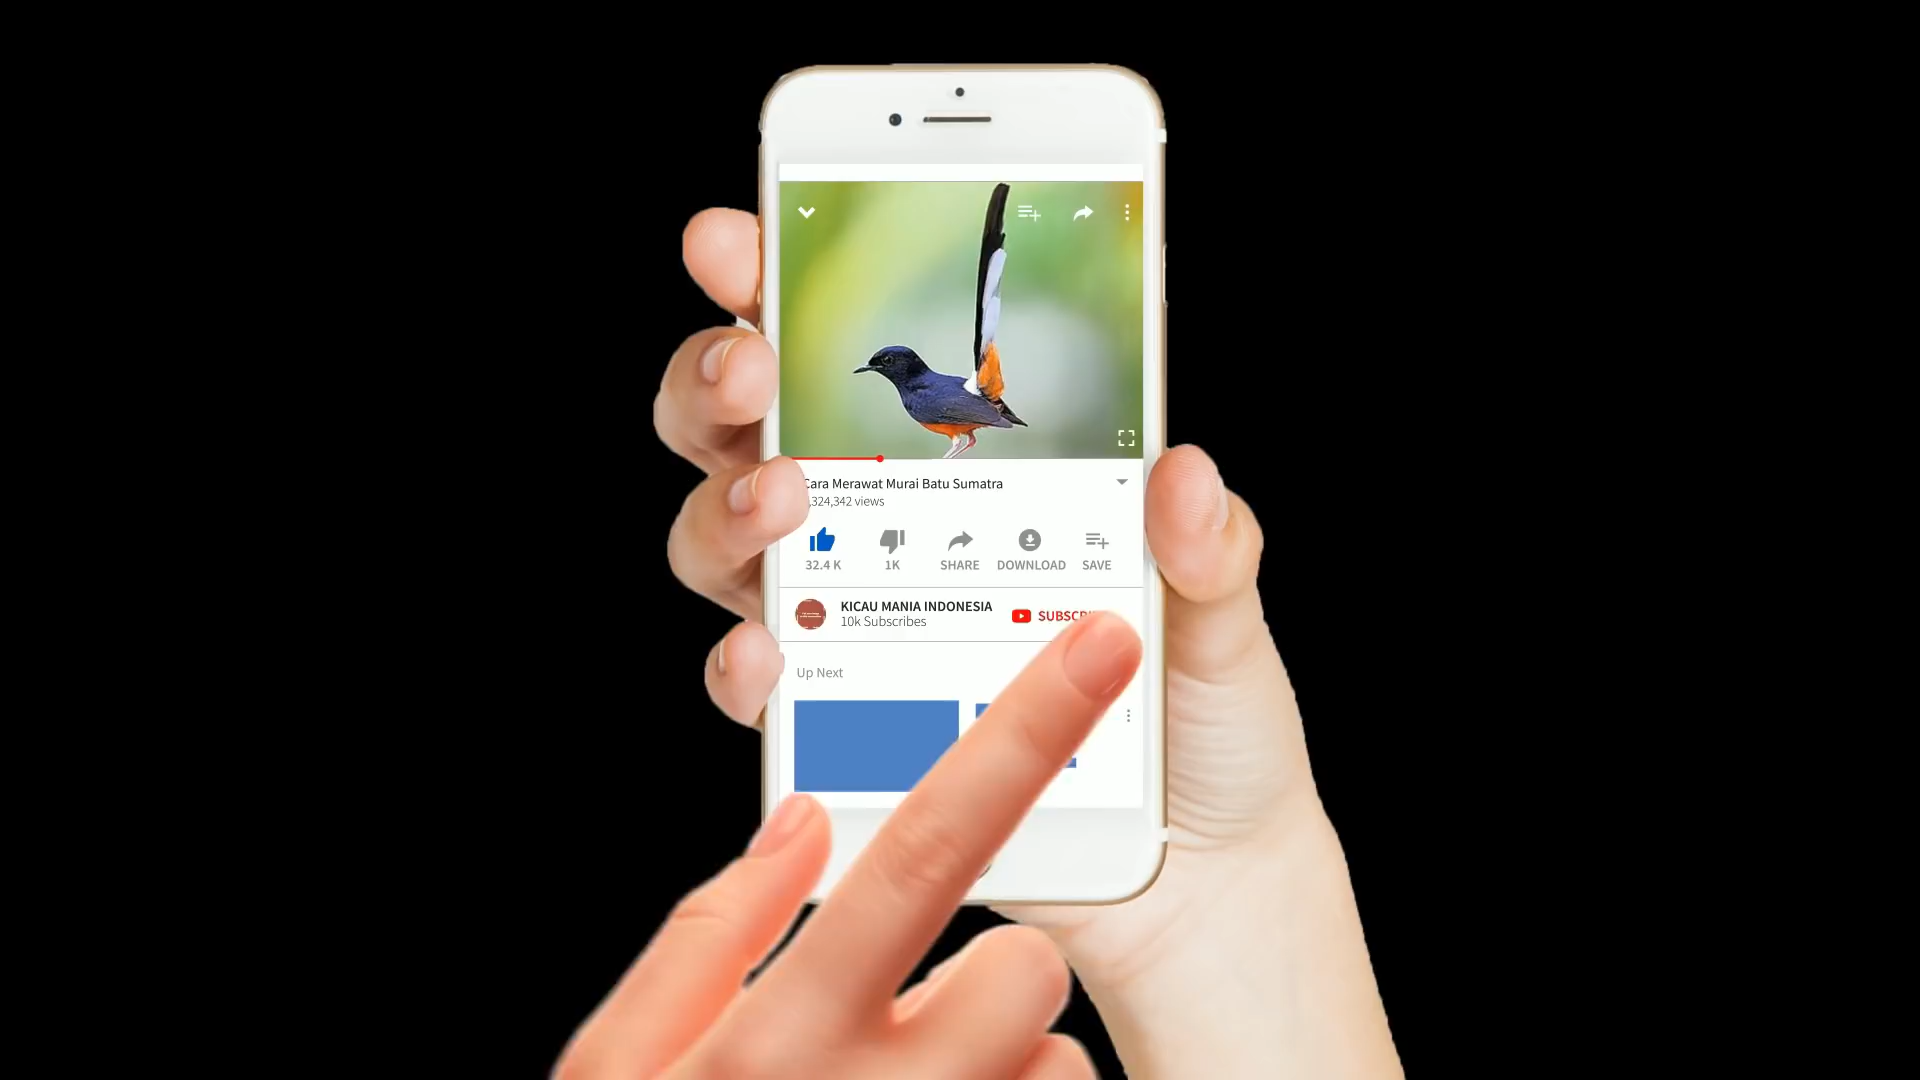 Cara Merawat Murai Batu Sumatra
,324,342 views
32.4 K
1K
SHARE
DOWNLOAD
SAVE
KICAU MANIA INDONESIA
10k Subscribes
SUBSCRI
Up Next